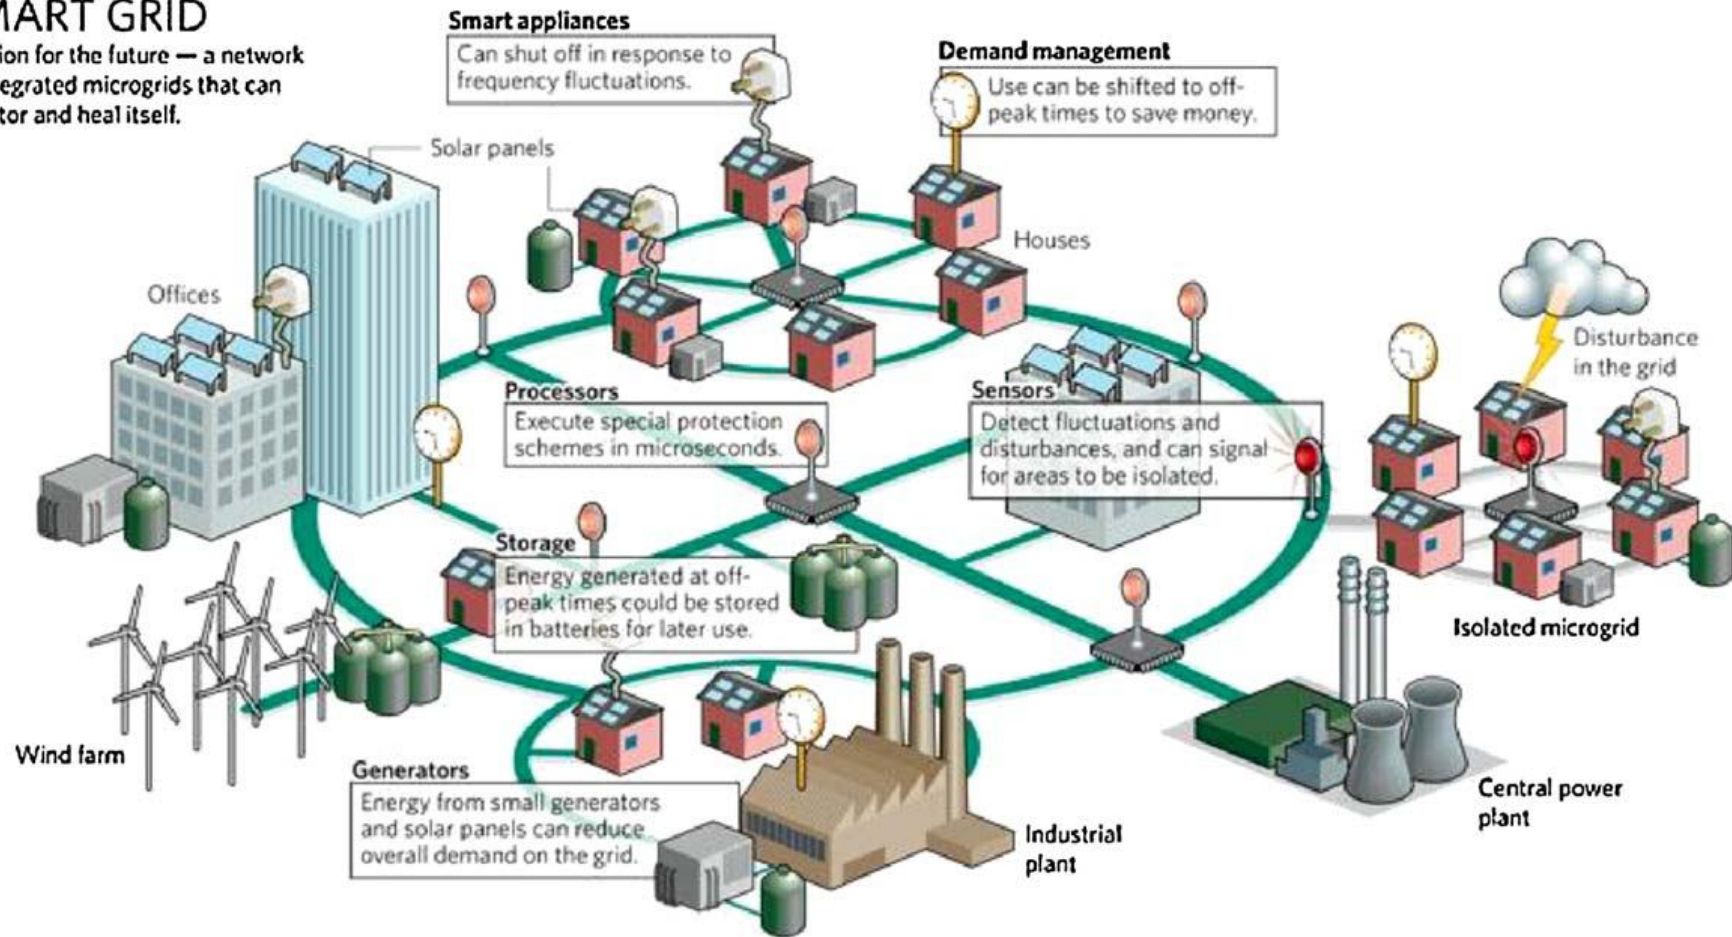 MART GRID
ion for the future — a network
egrated microgrids that can
tor and heal itself.
Smart appliances
Can shut off in response to
frequency fluctuations.
Demand management
Use can be shifted to off-
peak times to save money.
Solar panels
Houses
Offices
Disturbance
in the grid
Processors
Execute special protection
schemes in microseconds.
Sensors
Detect fluctuations and
disturbances, and can signal
for areas to be isolated.
Storage
Energy generated at off-
peak times could be stored
in batteries for later use.
Isolated microgrid
Wind farm
Generators
Energy from small generators
and solar panels can reduce
overall demand on the grid.
Industrial
plant
Central power
plant